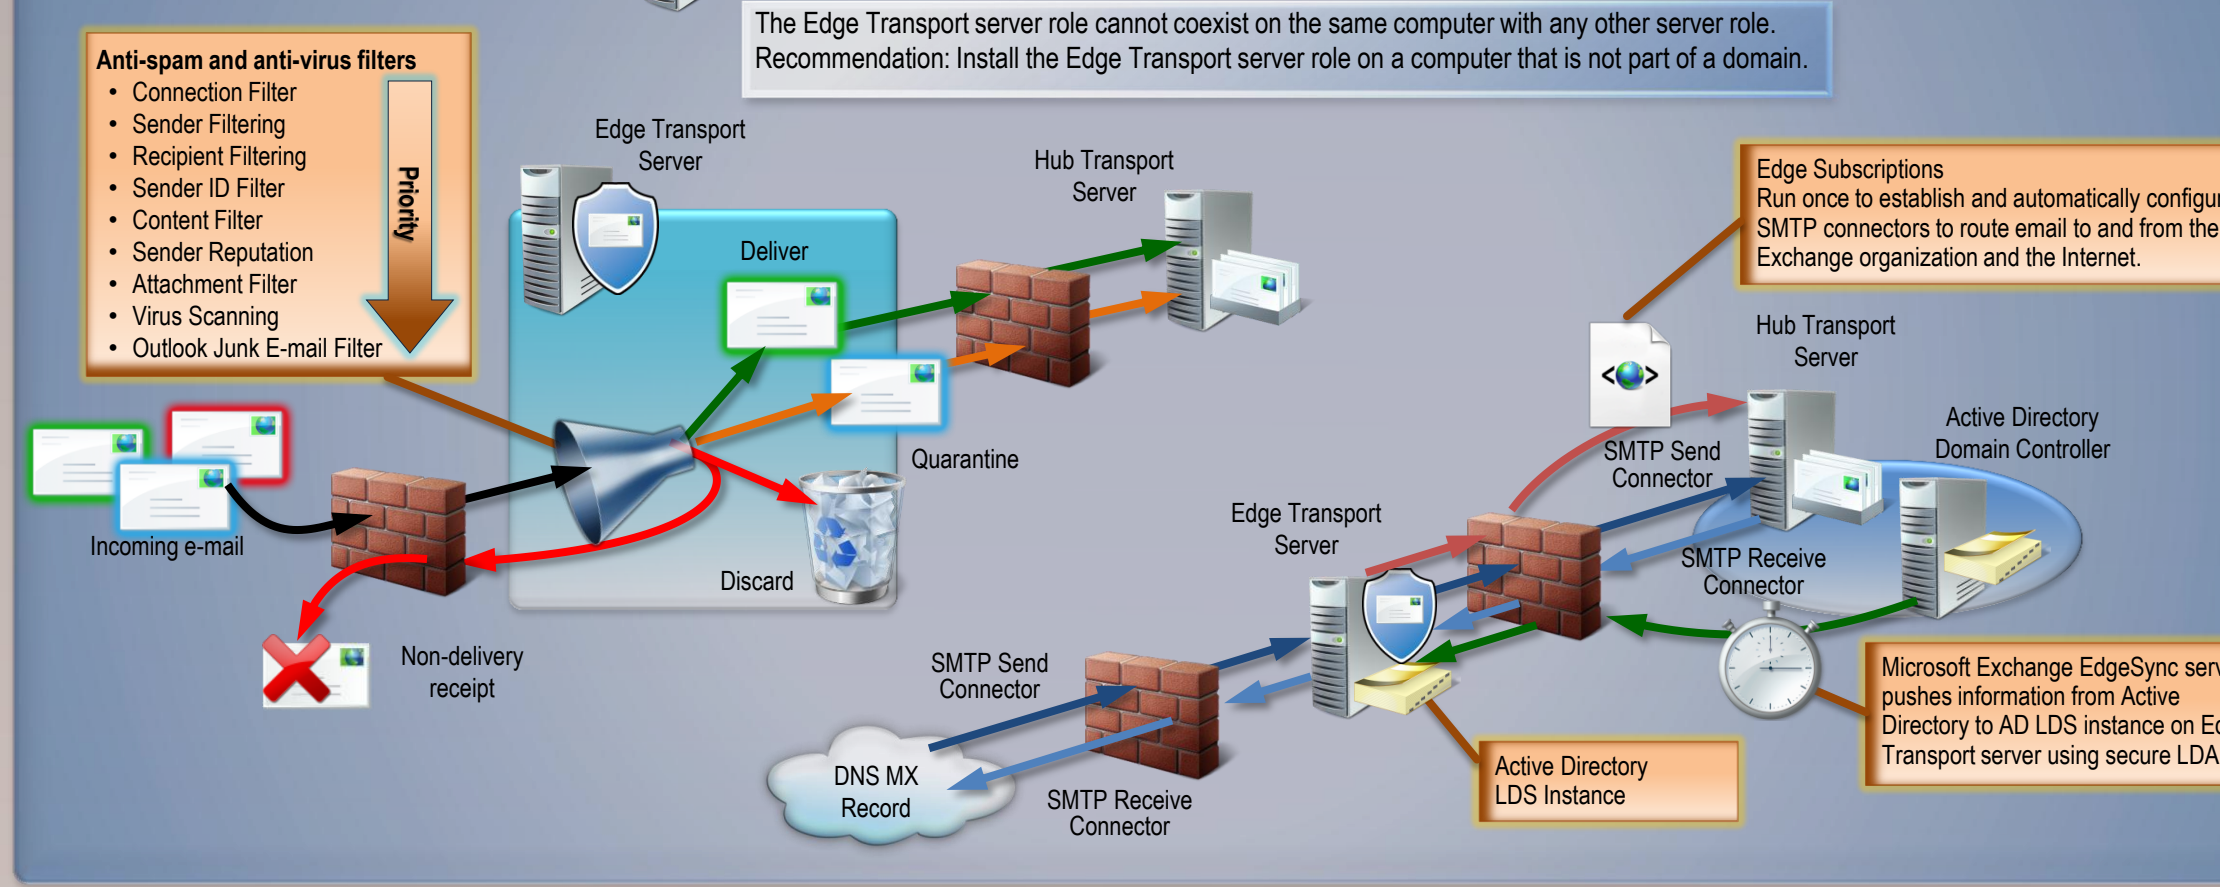 The Edge Transport server role cannot coexist on the same computer with any other server role.
Recommendation: Install the Edge Transport server role on a computer that is not part of a domain.
Anti-spam and anti-virus filters
• Connection Filter
• Sender Filtering
• Recipient Filtering
• Sender ID Filter
• Content Filter
• Sender Reputation
• Attachment Filter
• Virus Scanning
• Outlook Junk E-mail Filter
Priority
Edge Transport
Server
Deliver
Hub Transport
Server
Quarantine
Discard
Incoming e-mail
Non-delivery
receipt
Edge Subscriptions
Run once to establish and automatically
SMTP connectors to route email to and from the
Exchange organization and the Internet.
Hub Transport
Server
< >
SMTP Send
Connector
Active Directory
Domain Controller
Edge Transport
Server
SMTP Receive
Connector
SMTP Send
Connector
DNS MX
Record
SMTP Receive
Connector
Active Directory
LDS Instance
Microsoft Exchange EdgeSync
pushes information from Active
Directory to AD LDS instance on
Transport server using secure